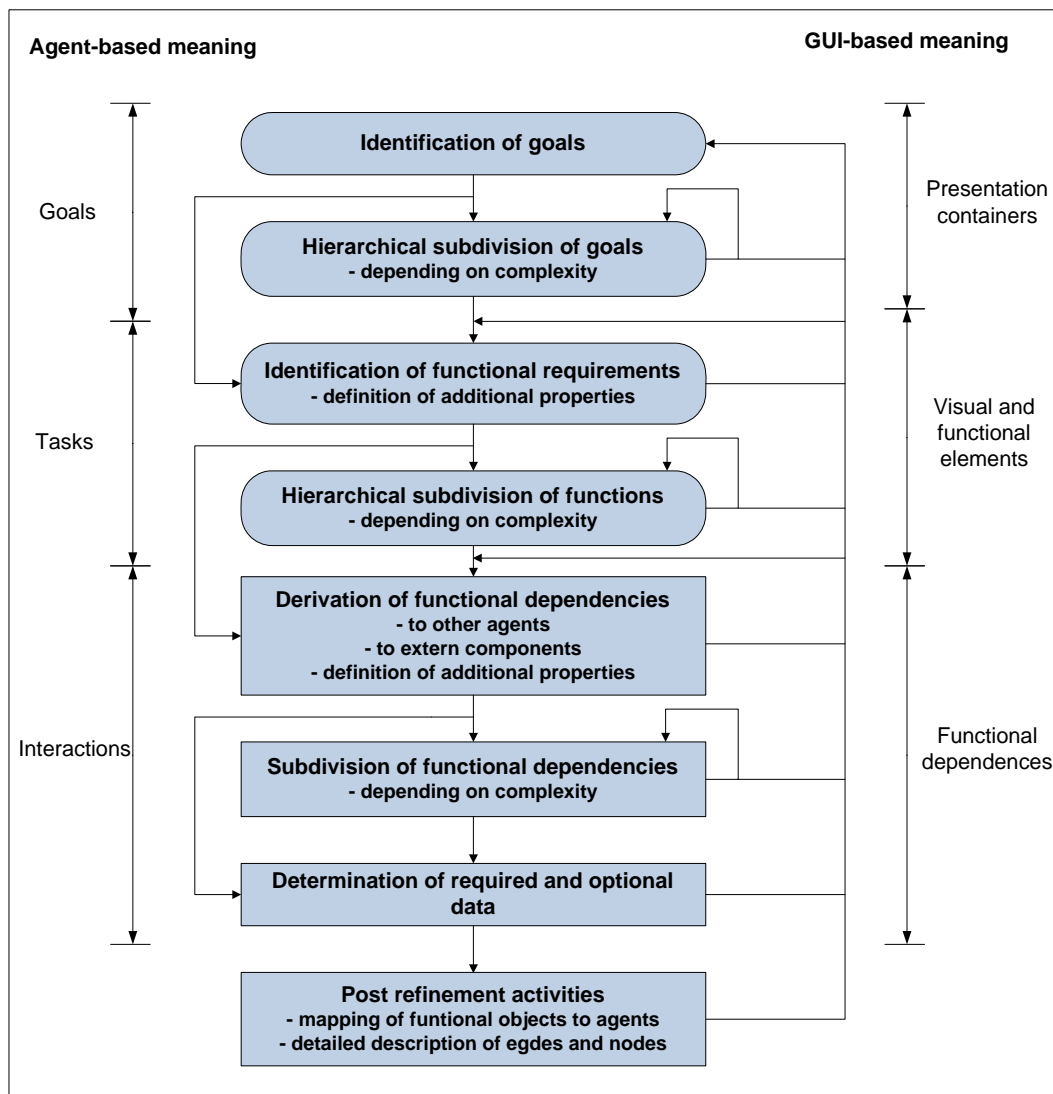 Agent-based meaning
GUI-based meaning
Identification of goals
Goals
Presentation
containers
Hierarchical subdivision of goals
- depending on complexity
Identification of functional requirements
- definition of additional properties
Tasks
Visual and
functional
elements
Hierarchical subdivision of functions
- depending on complexity
Derivation of functional dependencies
- to other agents
- to extern components
- definition of additional properties
Interactions
Functional
dependences
Subdivision of functional dependencies
- depending on complexity
Determination of required and optional
data
Post refinement activities
- mapping of funtional objects to agents
- detailed description of egdes and nodes